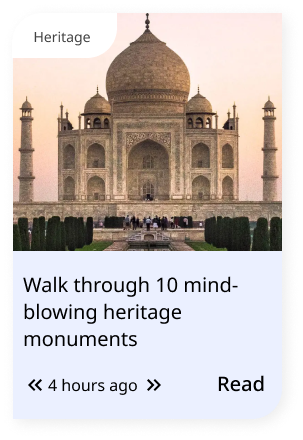 Heritage
Walk through 10 mind-
blowing heritage
monuments
« 4 hours ago » Read